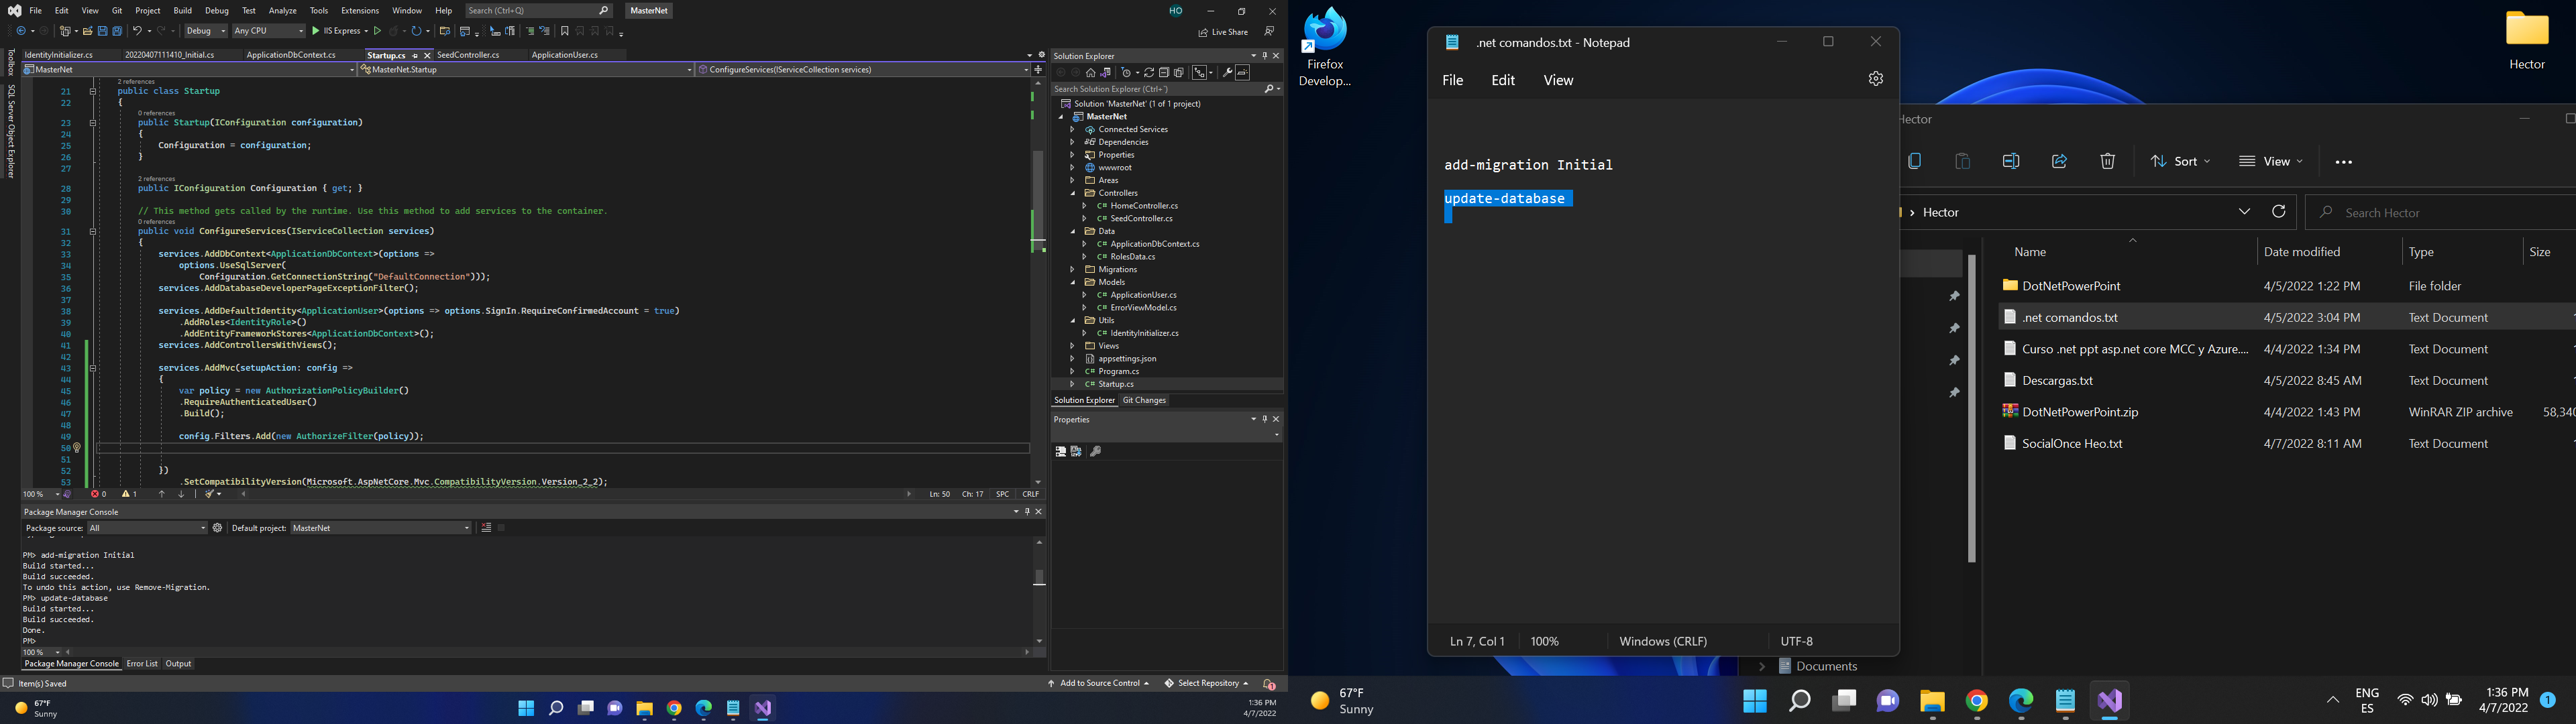 File Edit View Git Project Build Debug Test Analyze Tools Extensions Window Help Search (Ctrl+Q) MasterNet HO
Debug Any CPU IIS Express Live Share
Toolbox
SQL Server Object Explorer
IdentityInitializer.cs 20220407111410_Initial.cs ApplicationDbContext.cs Startup.cs SeedController.cs ApplicationUser.cs
MasterNet MasterNet.Startup ConfigureServices(IServiceCollection services)
2 references
21 public class Startup
22 {
0 references
23 public Startup(IConfiguration configuration)
24 {
25 Configuration = configuration;
26 }
27
2 references
28 public IConfiguration Configuration { get; }
29
30 // This method gets called by the runtime. Use this method to add services to the container.
0 references
31 public void ConfigureServices(IServiceCollection services)
32 {
33 services.AddDbContext<ApplicationDbContext>(options =>
34 options.UseSqlServer(
35 Configuration.GetConnectionString("DefaultConnection")));
36 services.AddDatabaseDeveloperPageExceptionFilter();
37
38 services.AddDefaultIdentity<ApplicationUser>(options => options.SignIn.RequireConfirmedAccount = true)
39 .AddRoles<IdentityRole>()
40 .AddEntityFrameworkStores<ApplicationDbContext>();
41 services.AddControllersWithViews();
42
43 services.AddMvc(setupAction: config =>
44 {
45 var policy = new AuthorizationPolicyBuilder()
46 .RequireAuthenticatedUser()
47 .Build();
48
49 config.Filters.Add(new AuthorizeFilter(policy));
50
51
52 })
53 .SetCompatibilityVersion(Microsoft.AspNetCore.Mvc.CompatibilityVersion.Version_2_2);
100 % 0 1 Ln: 50 Ch: 17 SPC CRLF
Package Manager Console
Package source: All Default project: MasterNet
PM> add-migration Initial
Build started...
Build succeeded.
To undo this action, use Remove-Migration.
PM> update-database
Build started...
Build succeeded.
Done.
PM>
100 %
Package Manager Console Error List Output
Item(s) Saved Add to Source Control Select Repository 1
Solution Explorer
Search Solution Explorer (Ctrl+¨)
Solution 'MasterNet' (1 of 1 project)
MasterNet
Connected Services
Dependencies
Properties
wwwroot
Areas
Controllers
C# HomeController.cs
C# SeedController.cs
Data
C# ApplicationDbContext.cs
C# RolesData.cs
Migrations
Models
C# ApplicationUser.cs
C# ErrorViewModel.cs
Utils
C# IdentityInitializer.cs
Views
appsettings.json
C# Program.cs
C# Startup.cs
Solution Explorer Git Changes
Properties
67°F
Sunny
1:36 PM
4/7/2022
Firefox
Develop...
.net comandos.txt - Notepad
File Edit View
add-migration Initial
update-database
Ln 7, Col 1 100% Windows (CRLF) UTF-8
Hector
Hector
Sort View
Hector Search Hector
Name Date modified Type Size
DotNetPowerPoint 4/5/2022 1:22 PM File folder
.net comandos.txt 4/5/2022 3:04 PM Text Document
Curso .net ppt asp.net core MCC y Azure.... 4/4/2022 1:34 PM Text Document
Descargas.txt 4/5/2022 8:45 AM Text Document
DotNetPowerPoint.zip 4/4/2022 1:43 PM WinRAR ZIP archive 58,340
SocialOnce Heo.txt 4/7/2022 8:11 AM Text Document
Documents
67°F
Sunny
ENG
ES
1:36 PM
4/7/2022
1